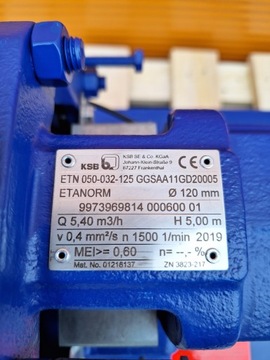 KSB
KSB SE & Co. KGaA
Johann-Klein-Straße 9
67227 Frankenthal
ETN 050-032-125 GGSAA11GD20005
ETANORM Ø 120 mm
9973969814 000600 01
Q 5,40 m3/h H 5,00 m
v 0,4 mm²/s n 1500 1/min 2019
MEI>= 0,60 η= --,- %
Mat. No. 01218137 ZN 3823-217